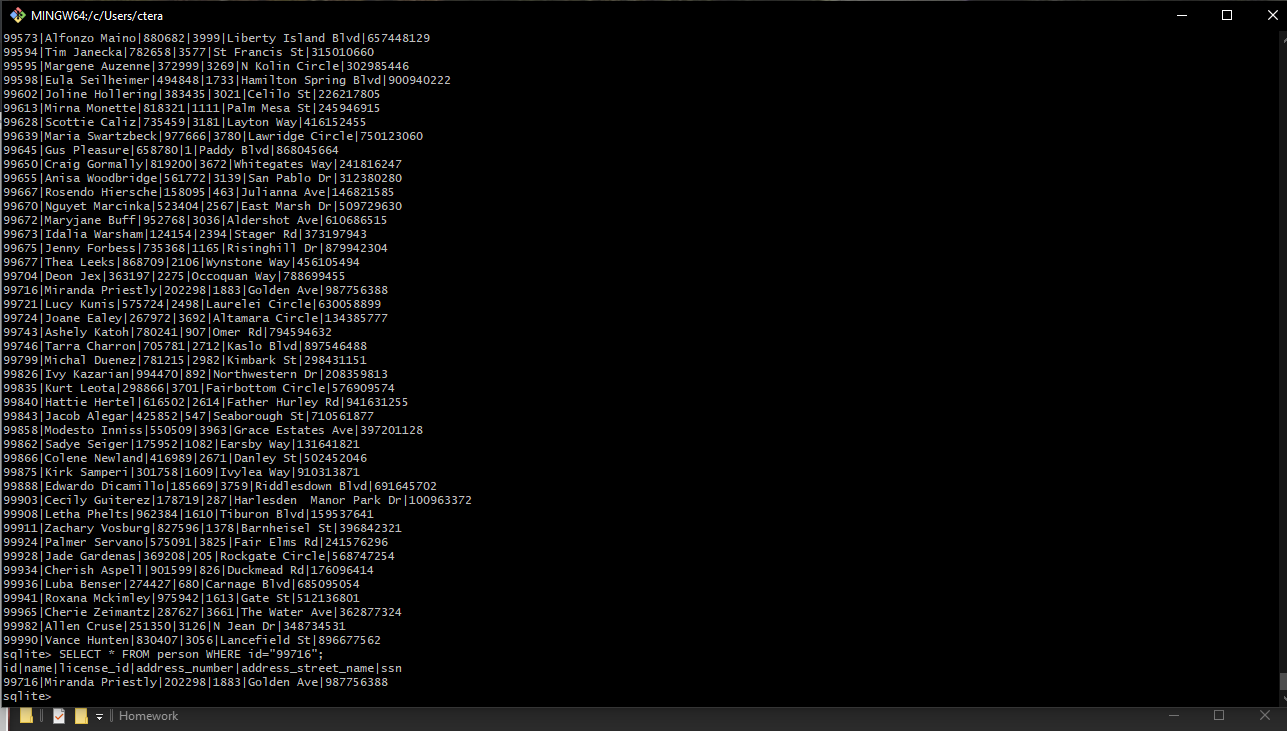 MINGW64:/c/Users/ctera
99573|Alfonzo Maino|880682|3999|Liberty Island Blvd|657448129
99594|Tim Janecka|782658|3577|St Francis St|315010660
99595|Margene Auzenne|372999|3269|N Kolin Circle|302985446
99598|Eula Seilheimer|494848|1733|Hamilton Spring Blvd|900940222
99602|Joline Hollering|383435|3021|Celilo St|226217805
99613|Mirna Monette|818321|1111|Palm Mesa St|245946915
99628|Scottie Caliz|735459|3181|Layton Way|416152455
99639|Maria Swartzbeck|977666|3780|Lawridge Circle|750123060
99645|Gus Pleasure|658780|1|Paddy Blvd|868045664
99650|Craig Gormally|819200|3672|Whitegates Way|241816247
99655|Anisa Woodbridge|561772|3139|San Pablo Dr|312380280
99667|Rosendo Hiersche|158095|463|Julianna Ave|146821585
99670|Nguyet Marcinka|523404|2567|East Marsh Dr|509729630
99672|Maryjane Buff|952768|3036|Aldershot Ave|610686515
99673|Idalia Warsham|124154|2394|Stager Rd|373197943
99675|Jenny Forbess|735368|1165|Risinghill Dr|879942304
99677|Thea Leeks|868709|2106|Wynstone Way|456105494
99704|Deon Jex|363197|2275|Occoquan Way|788699455
99716|Miranda Priestly|202298|1883|Golden Ave|987756388
99721|Lucy Kunis|575724|2498|Laurelei Circle|630058899
99724|Joane Ealey|267972|3692|Altamara Circle|134385777
99743|Ashely Katoh|780241|907|Omer Rd|794594632
99746|Tarra Charron|705781|2712|Kaslo Blvd|897546488
99799|Michal Duenez|781215|2982|Kimbark St|298431151
99826|Ivy Kazarian|994470|892|Northwestern Dr|208359813
99835|Kurt Leota|298866|3701|Fairbottom Circle|576909574
99840|Hattie Hertel|616502|2614|Father Hurley Rd|941631255
99843|Jacob Alegar|425852|547|Seaborough St|710561877
99858|Modesto Inniss|550509|3963|Grace Estates Ave|397201128
99862|Sadye Seiger|175952|1082|Earsby Way|131641821
99866|Colene Newland|416989|2671|Danley St|502452046
99875|Kirk Samperi|301758|1609|Ivylea Way|910313871
99888|Edwardo Dicamillo|185669|3759|Riddlesdown Blvd|691645702
99903|Cecily Guiterez|178719|287|Harlesden  Manor Park Dr|100963372
99908|Letha Phelts|962384|1610|Tiburon Blvd|159537641
99911|Zachary Vosburg|827596|1378|Barnheisel St|396842321
99924|Palmer Servano|575091|3825|Fair Elms Rd|241576296
99928|Jade Gardenas|369208|205|Rockgate Circle|568747254
99934|Cherish Aspell|901599|826|Duckmead Rd|176096414
99936|Luba Benser|274427|680|Carnage Blvd|685095054
99941|Roxana Mckimley|975942|1613|Gate St|512136801
99965|Cherie Zeimantz|287627|3661|The Water Ave|362877324
99982|Allen Cruse|251350|3126|N Jean Dr|348734531
99990|Vance Hunten|830407|3056|Lancefield St|896677562
sqlite> SELECT * FROM person WHERE id="99716";
id|name|license_id|address_number|address_street_name|ssn
99716|Miranda Priestly|202298|1883|Golden Ave|987756388
sqlite>
Homework